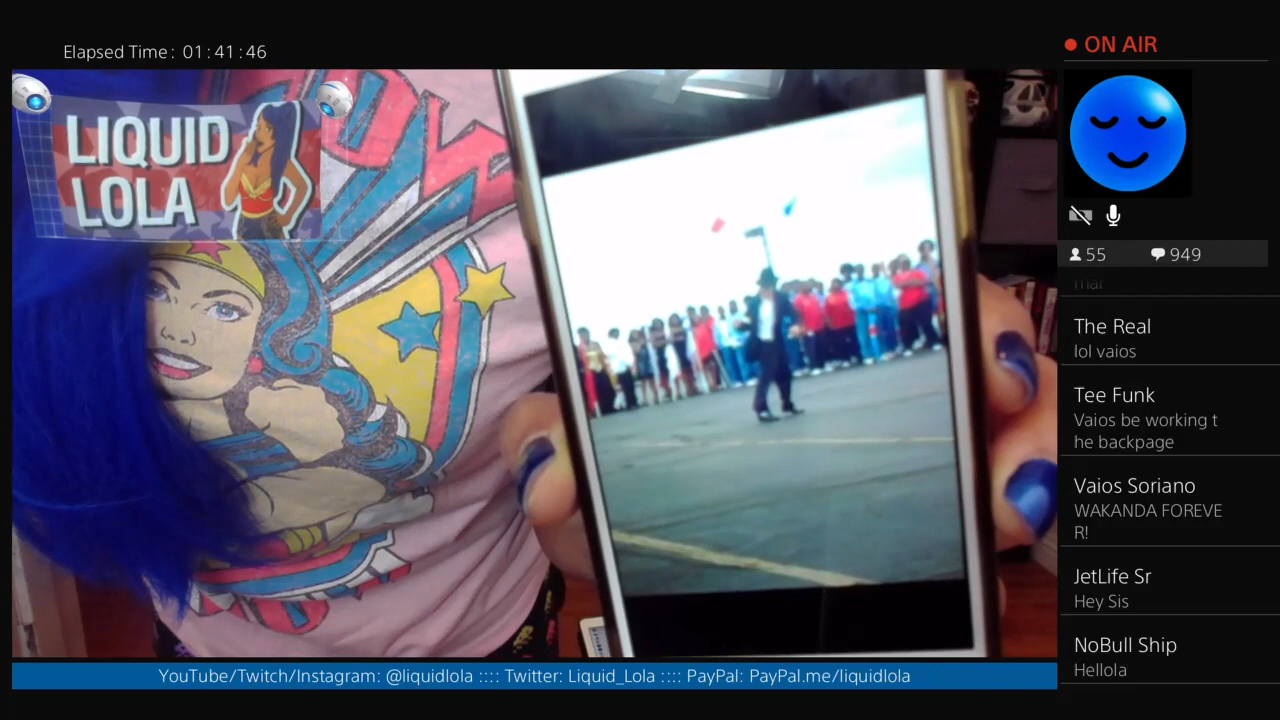 Elapsed Time: 01:41:46
ON AIR
LIQUID
LOLA
55
949
The Real
lol vaios
Tee Funk
Vaios be working t
he backpage
Vaios Soriano
WAKANDA FOREVE
R!
JetLife Sr
Hey Sis
NoBull Ship
Hellola
YouTube/Twitch/Instagram: @liquidlola :::: Twitter: Liquid_Lola :::: PayPal: PayPal.me/liquidlola